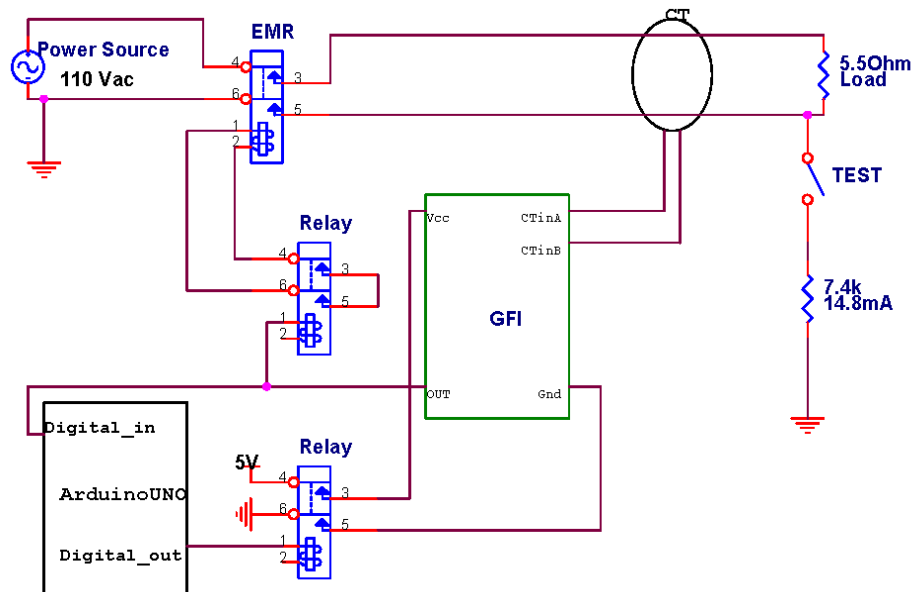 CT
EMR
Power Source
110 Vac
4
3
6
5
1
2
5.5Ohm
Load
TEST
Relay
4
3
6
5
1
2
Vcc
CTinA
CTinB
GFI
OUT
Gnd
7.4k
14.8mA
Digital_in
ArduinoUNO
Digital_out
Relay
5V
4
3
6
5
1
2